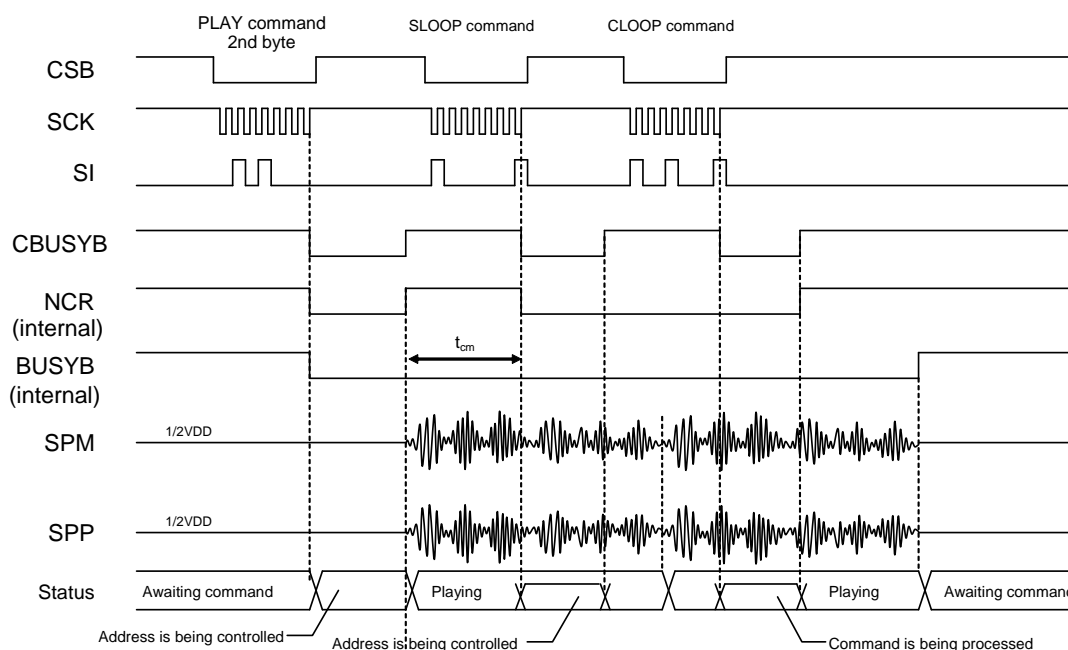 PLAY command
2nd byte
SLOOP command
CLOOP command
CSB
SCK
SI
CBUSYB
NCR
(internal)
tcm
BUSYB
(internal)
1/2VDD
SPM
1/2VDD
SPP
Status
Awaiting command
Playing
Playing
Awaiting command
Address is being controlled
Address is being controlled
Command is being processed